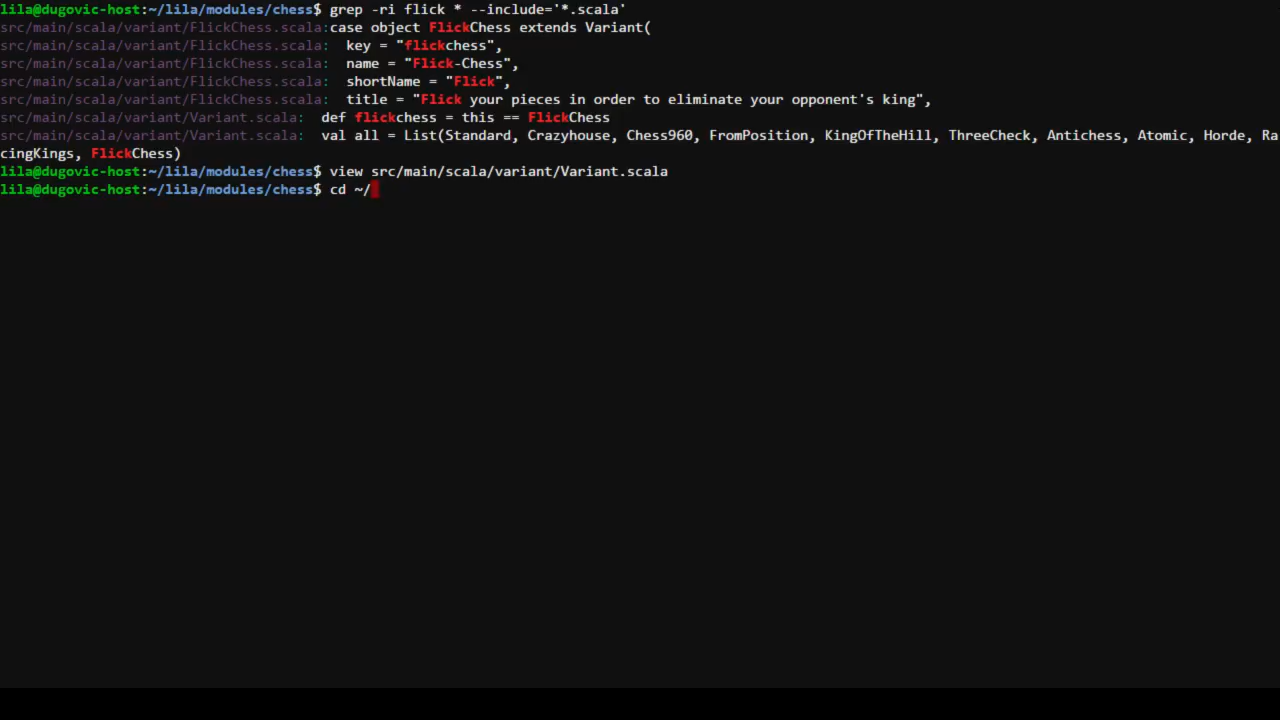 lila@dugovic-host:~/lila/modules/chess$ grep -ri flick * --include='*.scala'
src/main/scala/variant/FlickChess.scala:case object FlickChess extends Variant(
src/main/scala/variant/FlickChess.scala:  key = "flickchess",
src/main/scala/variant/FlickChess.scala:  name = "Flick-Chess",
src/main/scala/variant/FlickChess.scala:  shortName = "Flick",
src/main/scala/variant/FlickChess.scala:  title = "Flick your pieces in order to eliminate your opponent's king",
src/main/scala/variant/Variant.scala:  def flickchess = this == FlickChess
src/main/scala/variant/Variant.scala:  val all = List(Standard, Crazyhouse, Chess960, FromPosition, KingOfTheHill, ThreeCheck, Antichess, Atomic, Horde, Ra
cingKings, FlickChess)
lila@dugovic-host:~/lila/modules/chess$ view src/main/scala/variant/Variant.scala
lila@dugovic-host:~/lila/modules/chess$ cd ~/